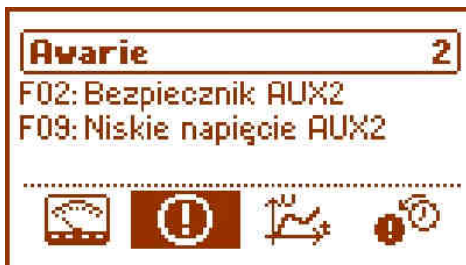 Awarie 2
F02: Bezpiecznik AUX2
F09: Niskie napięcie AUX2
U
t